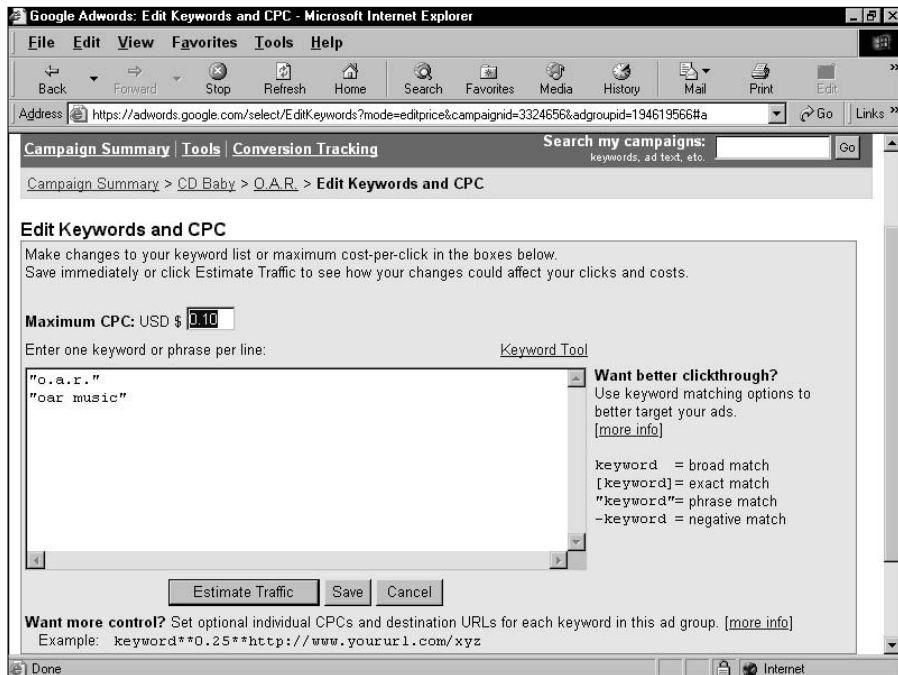 Google Adwords: Edit Keywords and CPC - Microsoft Internet Explorer
File Edit View Favorites Tools Help
Back Forward Stop Refresh Home Search Favorites Media History Mail Print Edit »
Address https://adwords.google.com/select/EditKeywords?mode=editprice&campaignid=3324656&adgroupid=194619566#a Go Links »
Campaign Summary | Tools | Conversion Tracking Search my campaigns: Go
keywords, ad text, etc.
Campaign Summary > CD Baby > O.A.R. > Edit Keywords and CPC
Edit Keywords and CPC
Make changes to your keyword list or maximum cost-per-click in the boxes below.
Save immediately or click Estimate Traffic to see how your changes could affect your clicks and costs.
Maximum CPC: USD $ 0.10
Enter one keyword or phrase per line: Keyword Tool
"o.a.r."
"oar music"
Want better clickthrough?
Use keyword matching options to
better target your ads.
[more info]
keyword = broad match
[keyword]= exact match
"keyword"= phrase match
-keyword = negative match
Estimate Traffic Save Cancel
Want more control? Set optional individual CPCs and destination URLs for each keyword in this ad group. [more info]
Example: keyword**0.25**http://www.yoururl.com/xyz
Done Internet